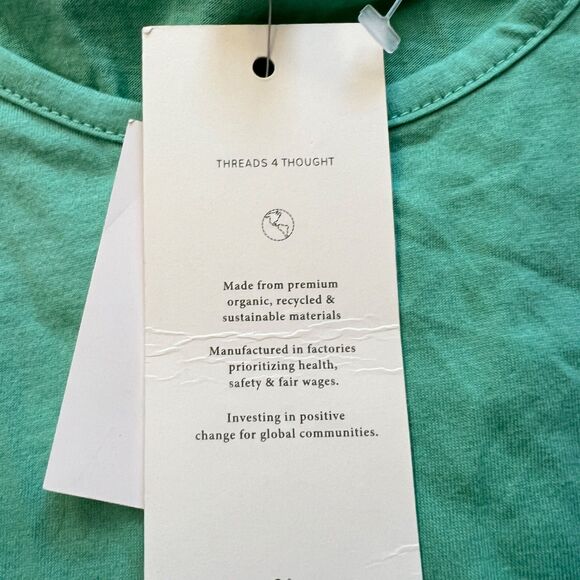 THREADS 4 THOUGHT
Made from premium
organic, recycled &
sustainable materials
Manufactured in factories
prioritizing health,
safety & fair wages.
Investing in positive
change for global communities.